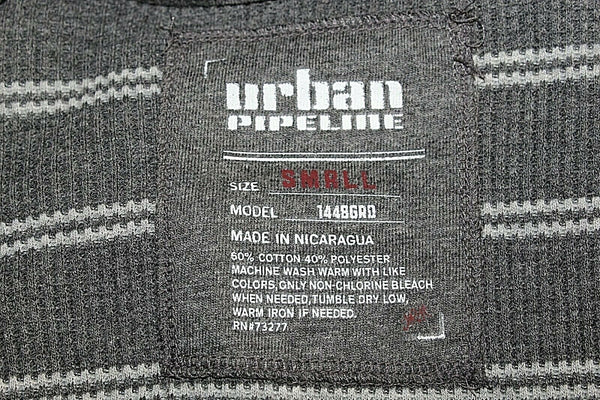 urban
PIPELINE
SIZE SMALL
MODEL 1448GRD
MADE IN NICARAGUA
60% COTTON 40% POLYESTER
MACHINE WASH WARM WITH LIKE
COLORS, ONLY NON-CHLORINE BLEACH
WHEN NEEDED, TUMBLE DRY LOW,
WARM IRON IF NEEDED.
RN#73277